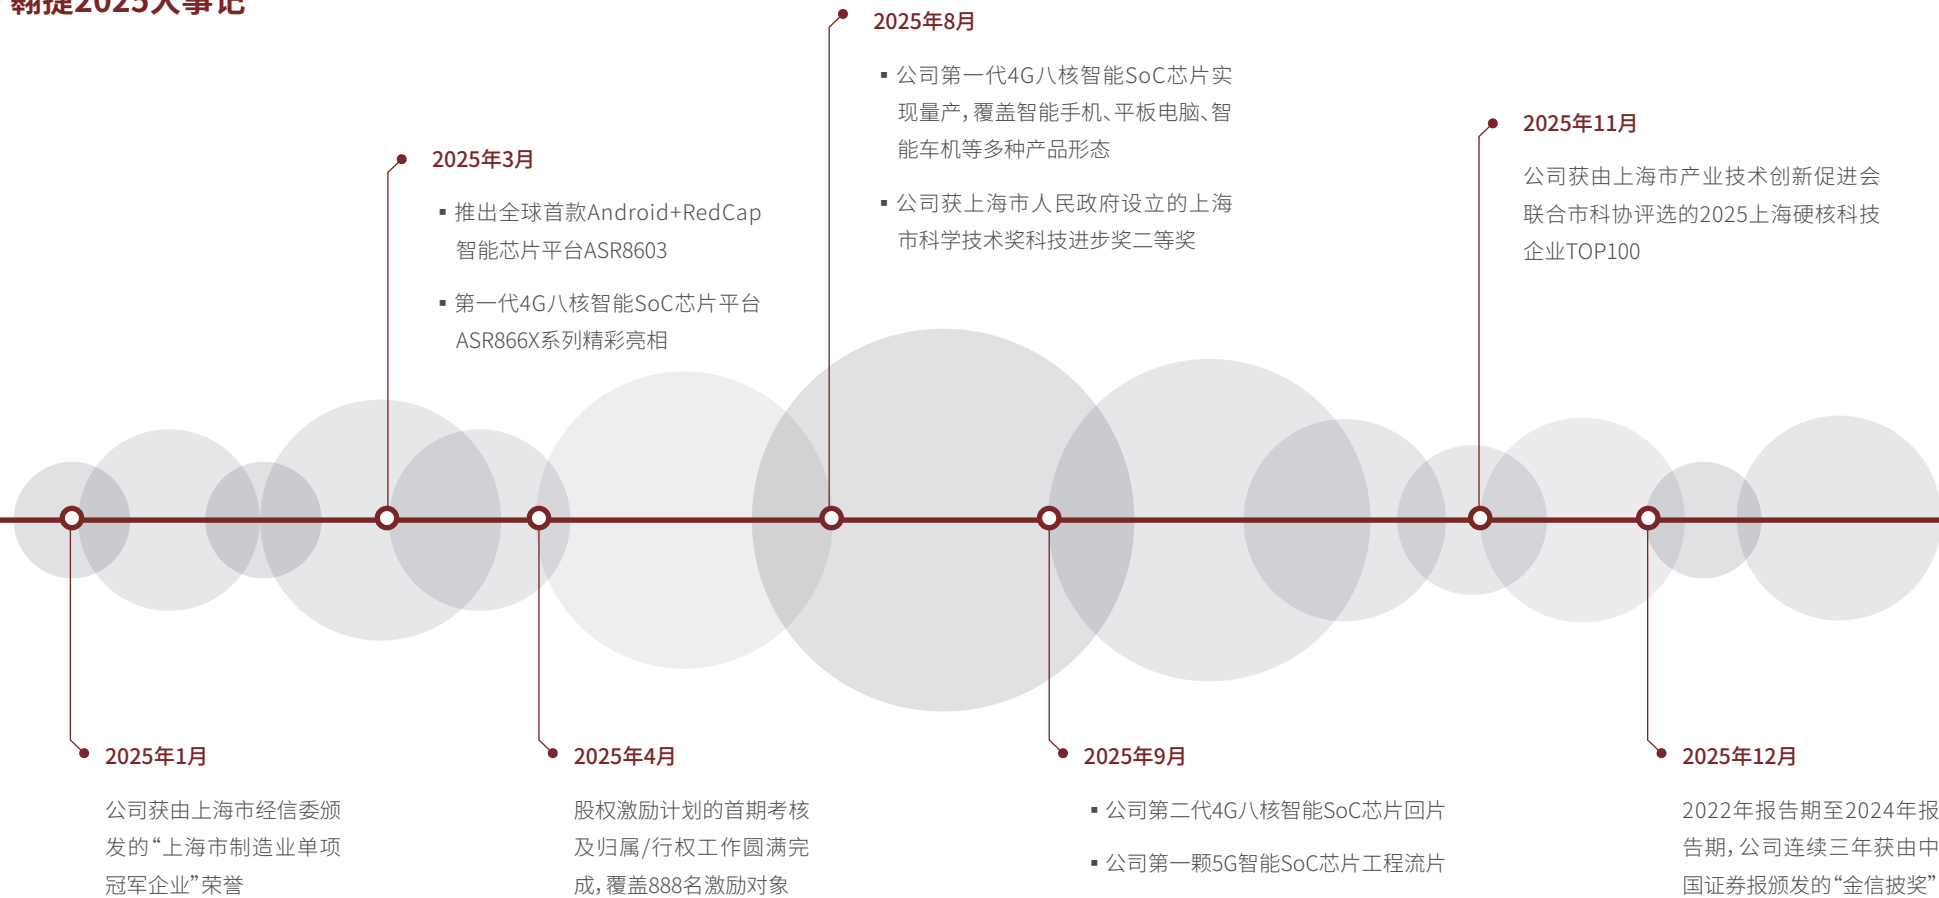 翱捷2025大事记
2025年1月
公司获由上海市经信委颁
发的“上海市制造业单项
冠军企业”荣誉
2025年3月
▪ 推出全球首款Android+RedCap
智能芯片平台ASR8603
▪ 第一代4G八核智能SoC芯片平台
ASR866X系列精彩亮相
2025年4月
股权激励计划的首期考核
及归属/行权工作圆满完
成,覆盖888名激励对象
2025年8月
▪ 公司第一代4G八核智能SoC芯片实
现量产,覆盖智能手机、平板电脑、智
能车机等多种产品形态
▪ 公司获上海市人民政府设立的上海
市科学技术奖科技进步奖二等奖
2025年9月
▪ 公司第二代4G八核智能SoC芯片回片
▪ 公司第一颗5G智能SoC芯片工程流片
2025年11月
公司获由上海市产业技术创新促进会
联合市科协评选的2025上海硬核科技
企业TOP100
2025年12月
2022年报告期至2024年报
告期,公司连续三年获由中
国证券报颁发的“金信披奖”